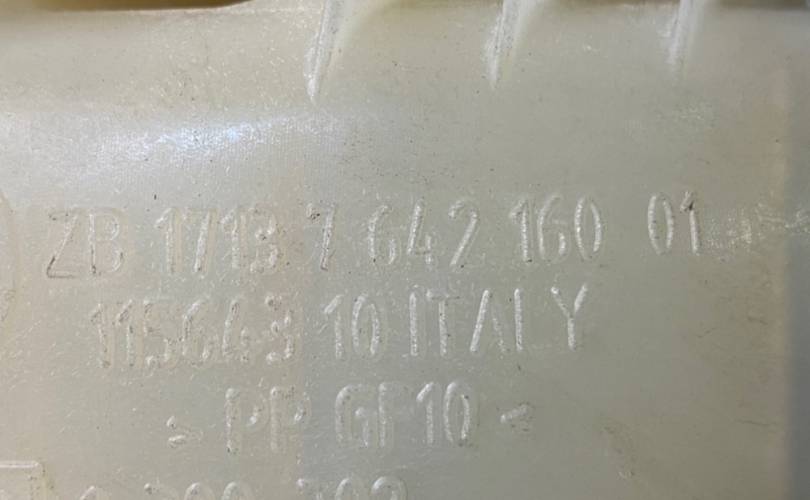 ZB 1713 7 642 160 01
115643 10 ITALY
> PP GF10 <